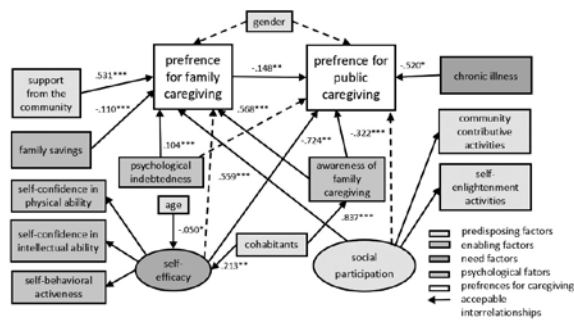 gender
prefrence
for family
caregiving
prefrence for
public
caregiving
support
from the
community
.531***
-.148**
-.520*
chronic illness
-.110***
.568***
family savings
.104***
-.724**
-.322***
community
contributive
activities
psychological
indebtedness
awareness of
family
caregiving
self-confidence in
physical ability
.559***
age
self-
enlightenment
activities
.837***
self-confidence in
intellectual ability
-.050*
cohabitants
self-behavioral
activeness
self-
efficacy
.213**
social
participation
predisposing factors
enabling factors
need factors
psychological fators
prefrences for caregiving
accepable
interrelationships